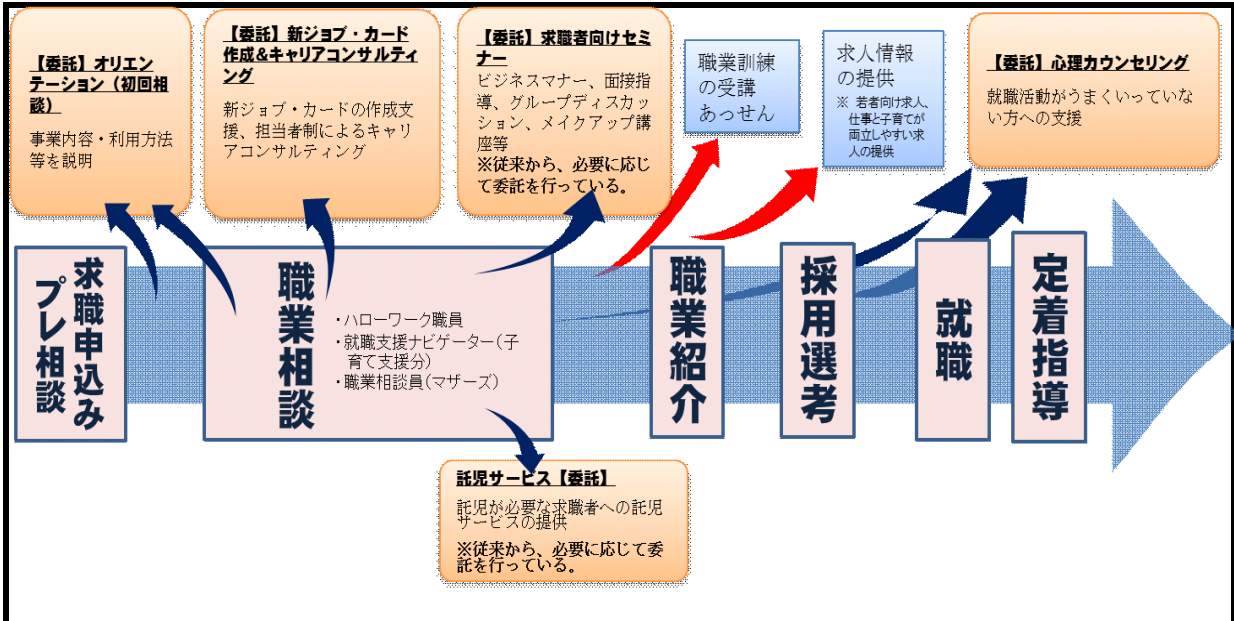 【委託】オリエン
テーション（初回相
談）
事業内容・利用方法
等を説明
【委託】新ジョブ・カード
作成&キャリアコンサルティ
ング
新ジョブ・カードの作成支
援、担当者制によるキャリ
アコンサルティング
【委託】求職者向けセミ
ナー
ビジネスマナー、面接指
導、グループディスカッ
ション、メイクアップ講
座等
※従来から、必要に応じ
て委託を行っている。
職業訓練
の受講
あっせん
求人情報
の提供
※ 若者向け求人、
仕事と子育てが
両立しやすい求
人の提供
【委託】心理カウンセリング
就職活動がうまくいっていな
い方への支援
求職申込み
プレ相談
職業相談
・ハローワーク職員
・就職支援ナビゲーター（子
育て支援分）
・職業相談員（マザーズ）
職業紹介
採用選考
就職
定着指導
託児サービス【委託】
託児が必要な求職者への託児
サービスの提供
※従来から、必要に応じて委
託を行っている。